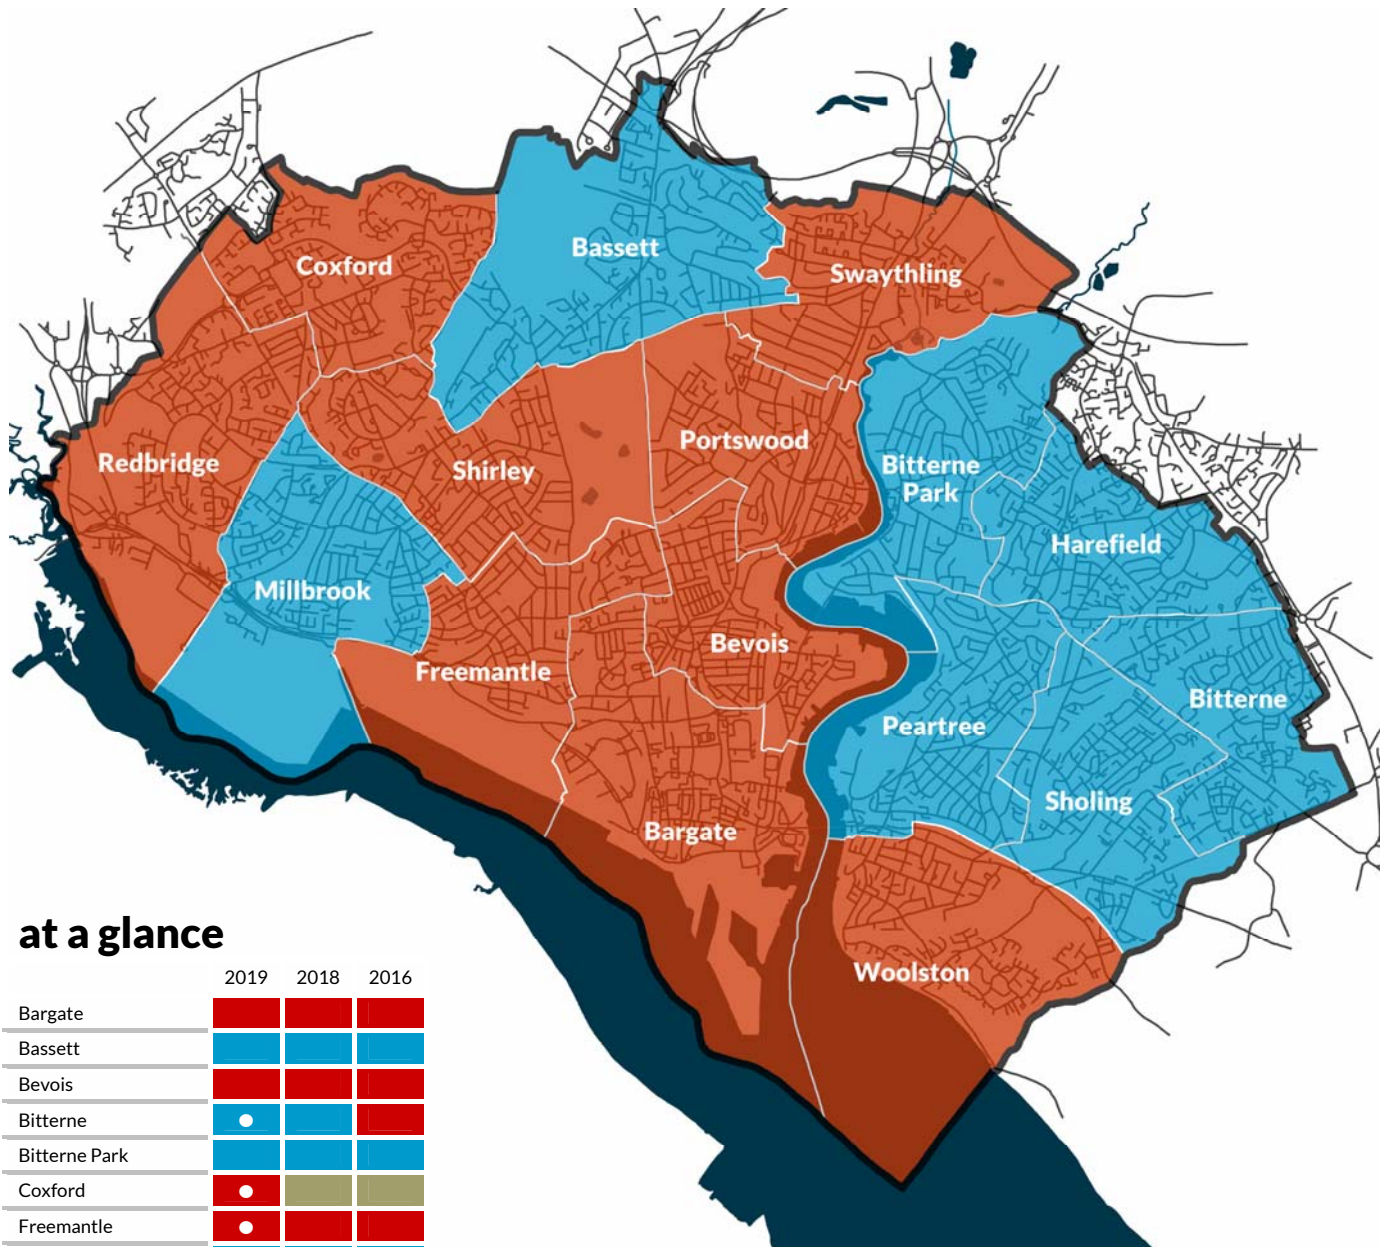 Bassett
Coxford
Swaythling
Portswood
Redbridge
Shirley
Bitterne
Park
Harefield
Millbrook
Bevois
Freemantle
Bitterne
Peartree
Sholing
Bargate
Woolston
at a glance
2019 2018 2016
Bargate
Bassett
Bevois
Bitterne
Bitterne Park
Coxford
Freemantle